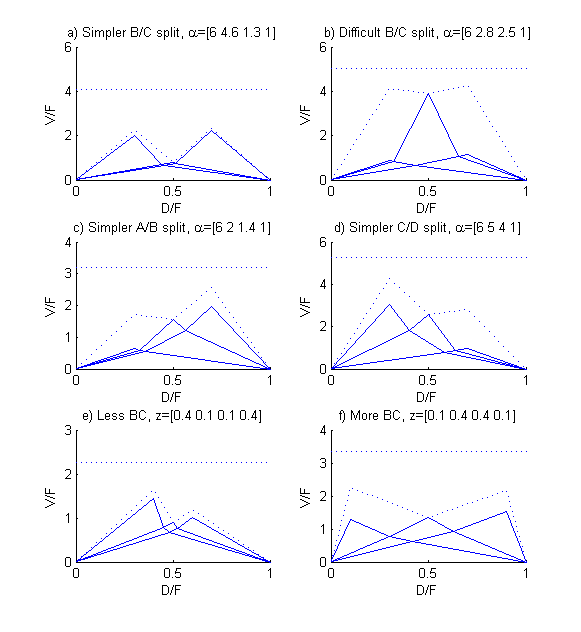 a) Simpler B/C split, α=[6 4.6 1.3 1]
6
4
2
0
V/F
0 0.5 1
D/F
b) Difficult B/C split, α=[6 2.8 2.5 1]
6
4
2
0
V/F
0 0.5 1
D/F
c) Simpler A/B split, α=[6 2 1.4 1]
4
3
2
1
0
V/F
0 0.5 1
D/F
d) Simpler C/D split, α=[6 5 4 1]
6
4
2
0
V/F
0 0.5 1
D/F
e) Less BC, z=[0.4 0.1 0.1 0.4]
3
2
1
0
V/F
0 0.5 1
D/F
f) More BC, z=[0.1 0.4 0.4 0.1]
4
3
2
1
0
V/F
0 0.5 1
D/F